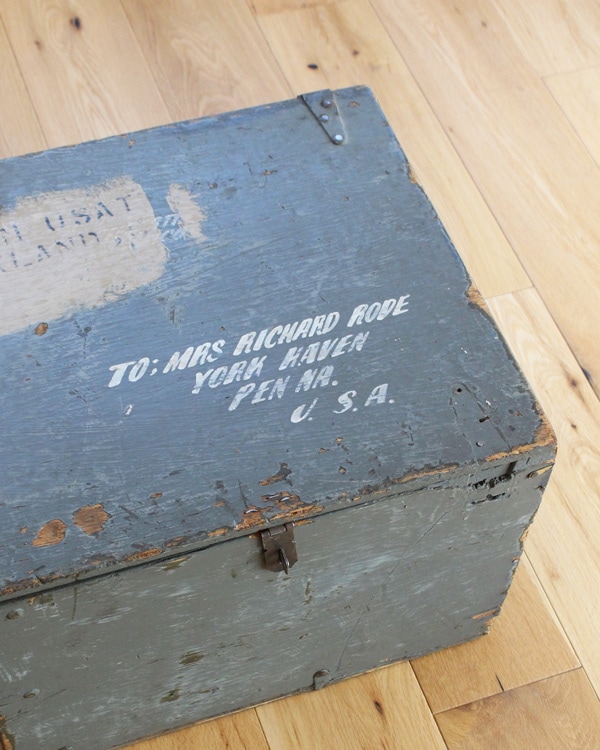 USAT
TO: MRS RICHARD RODE
YORK HAVEN
PEN NA.
U. S. A.